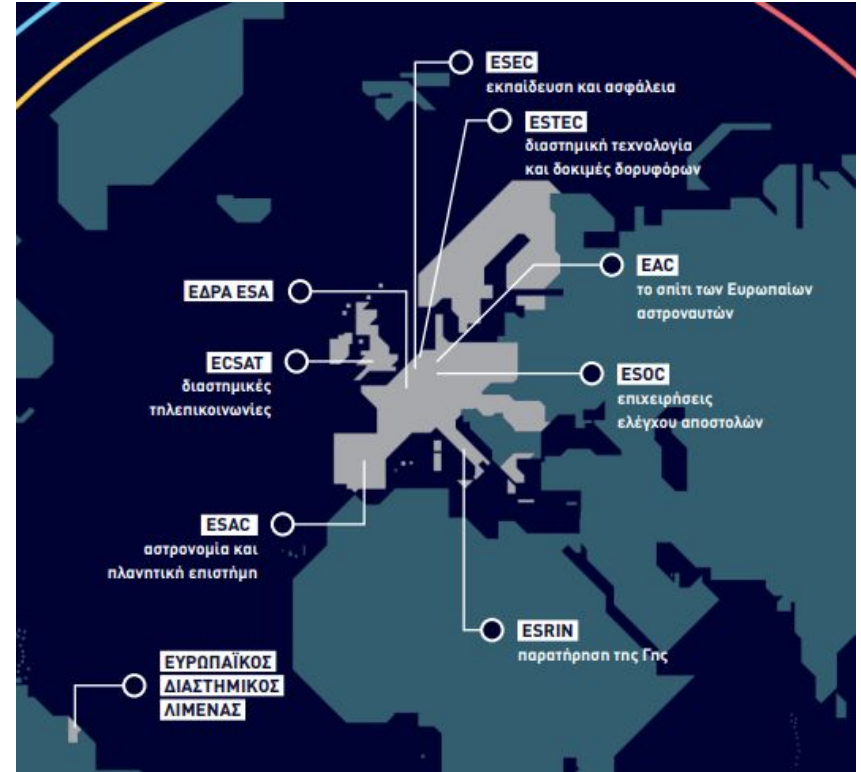 ESEC
εκπαίδευση και ασφάλεια
ESTEC
διαστημική τεχνολογία
και δοκιμές δορυφόρων
EAC
το σπίτι των Ευρωπαίων
αστροναυτών
ΕΔΡΑ ESA
ECSAT
διαστημικές
τηλεπικοινωνίες
ESOC
επιχειρήσεις
ελέγχου αποστολών
ESAC
αστρονομία και
πλανητική επιστήμη
ESRIN
παρατήρηση της Γης
ΕΥΡΩΠΑΪΚΟΣ
ΔΙΑΣΤΗΜΙΚΟΣ
ΛΙΜΕΝΑΣ